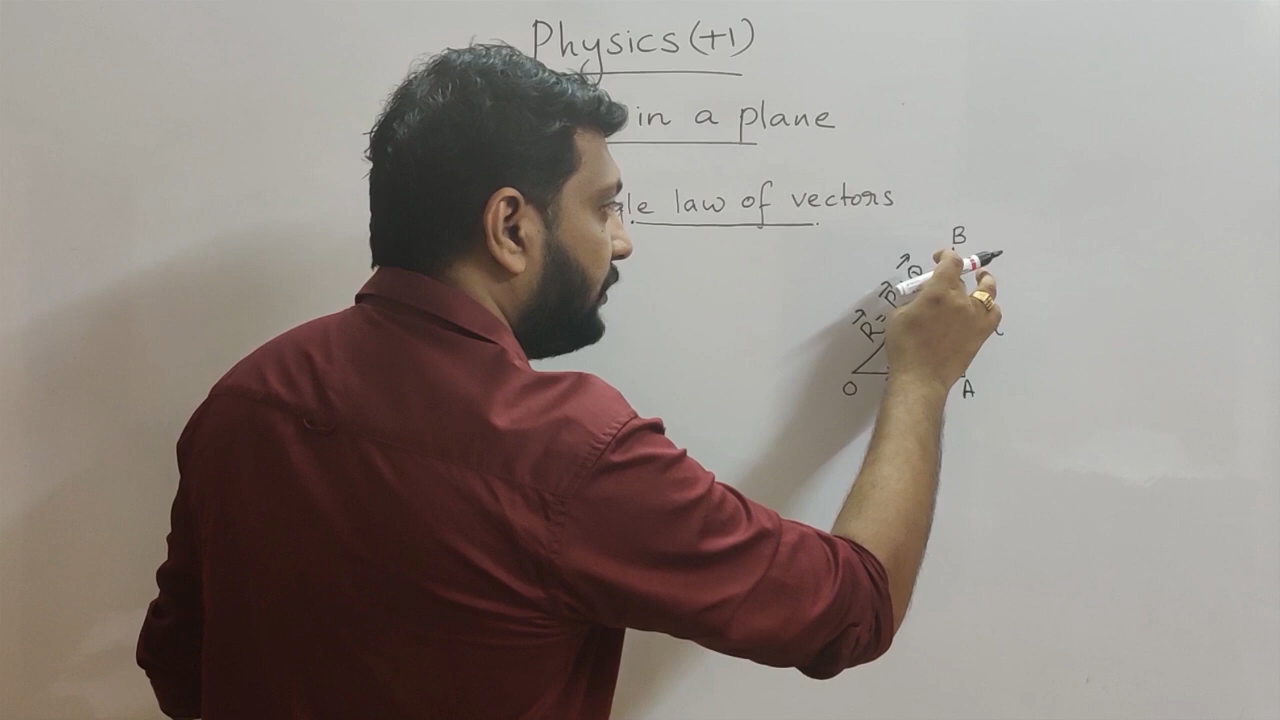 Physics (+1)
in a plane
le law of vectors
B
Q
P
R =
O
A